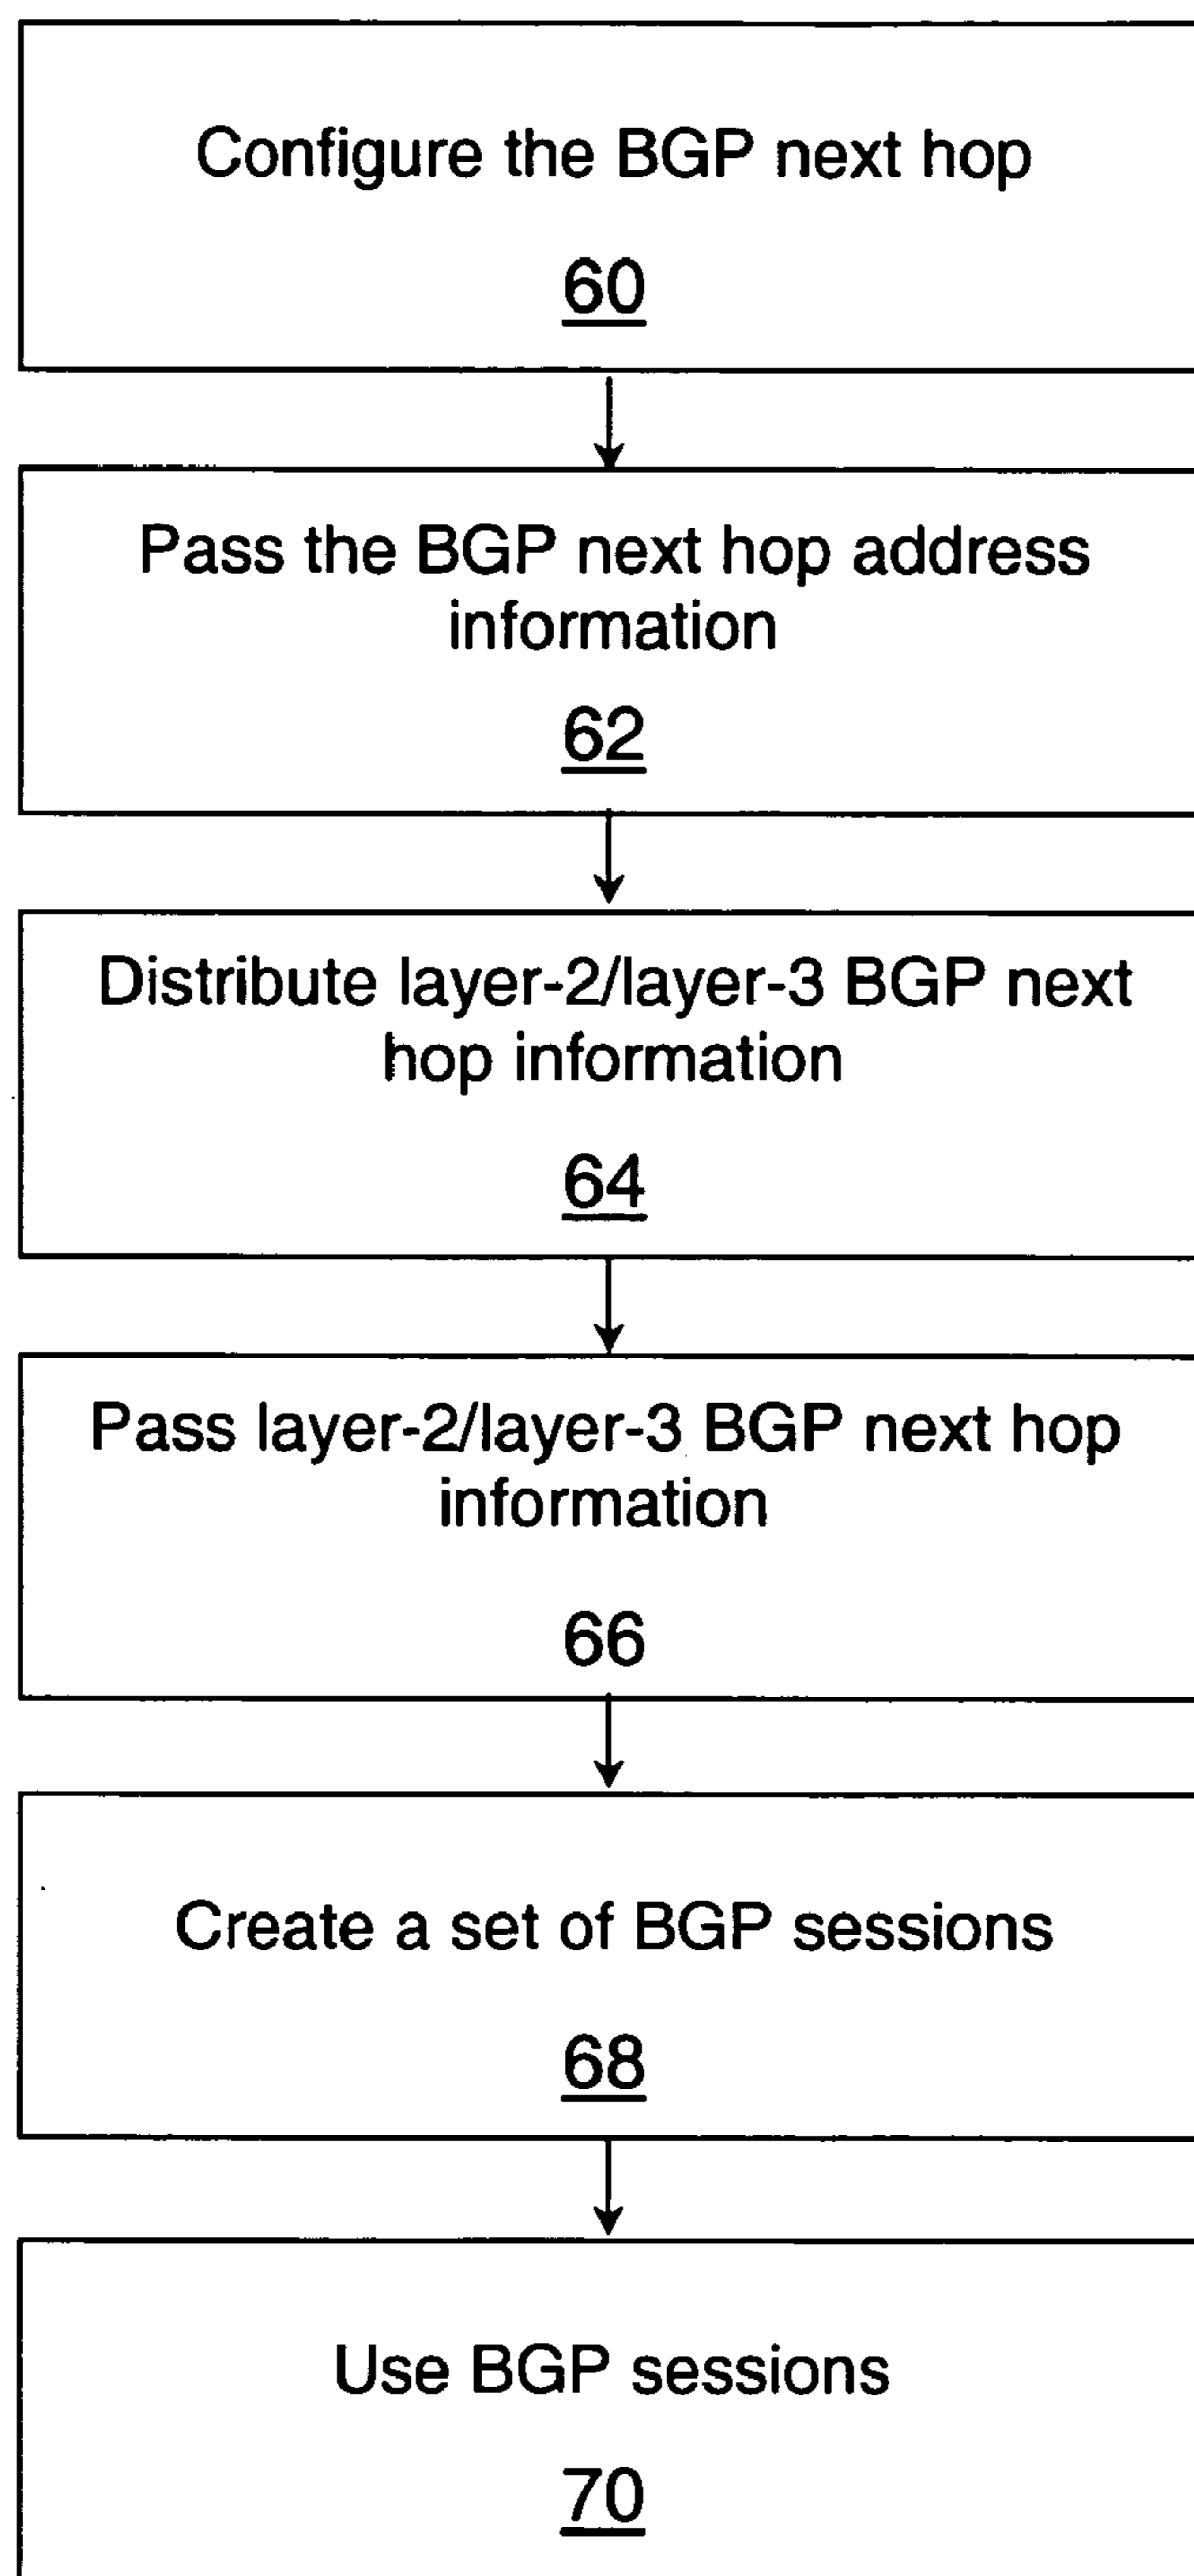 Configure the BGP next hop
60
Pass the BGP next hop address
information
62
Distribute layer-2/layer-3 BGP next
hop information
64
Pass layer-2/layer-3 BGP next hop
information
66
Create a set of BGP sessions
68
Use BGP sessions
70